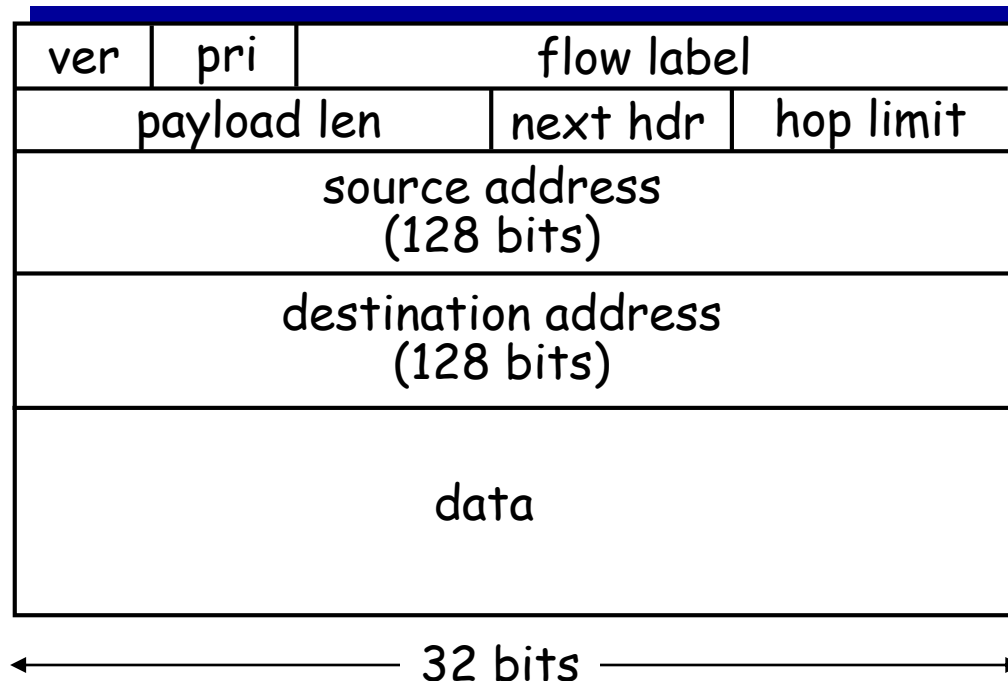 ver pri flow label
payload len next hdr hop limit
source address
(128 bits)
destination address
(128 bits)
data
32 bits